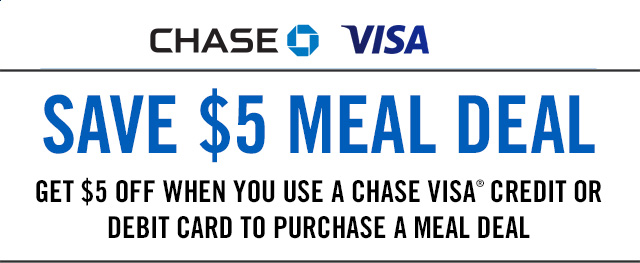 CHASE VISA
SAVE $5 MEAL DEAL
GET $5 OFF WHEN YOU USE A CHASE VISA® CREDIT OR
DEBIT CARD TO PURCHASE A MEAL DEAL